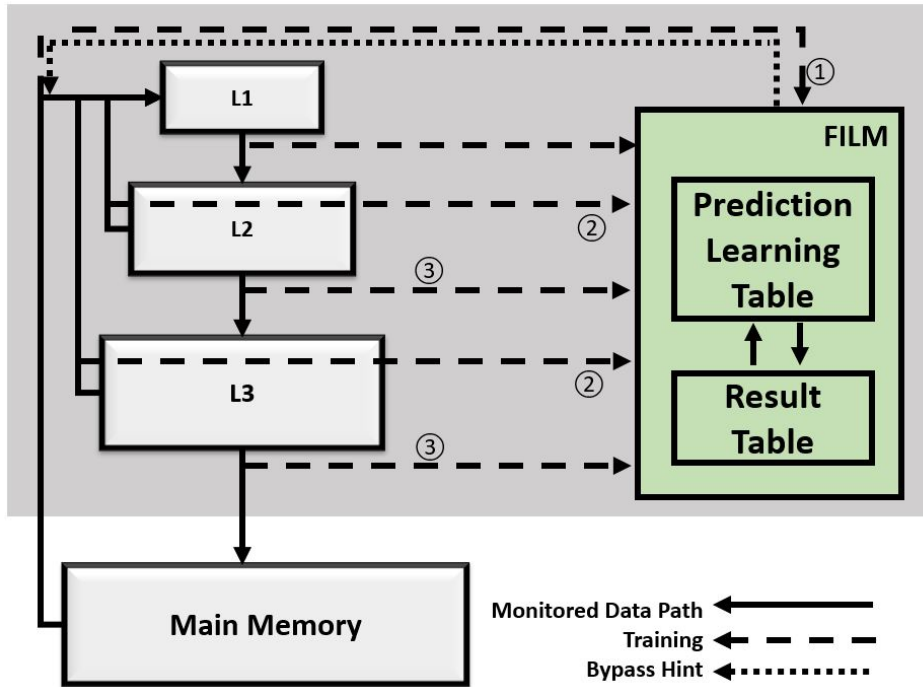 ①
L1
FILM
L2
②
Prediction
Learning
Table
③
L3
②
Result
Table
③
Main Memory
Monitored Data Path
Training
Bypass Hint